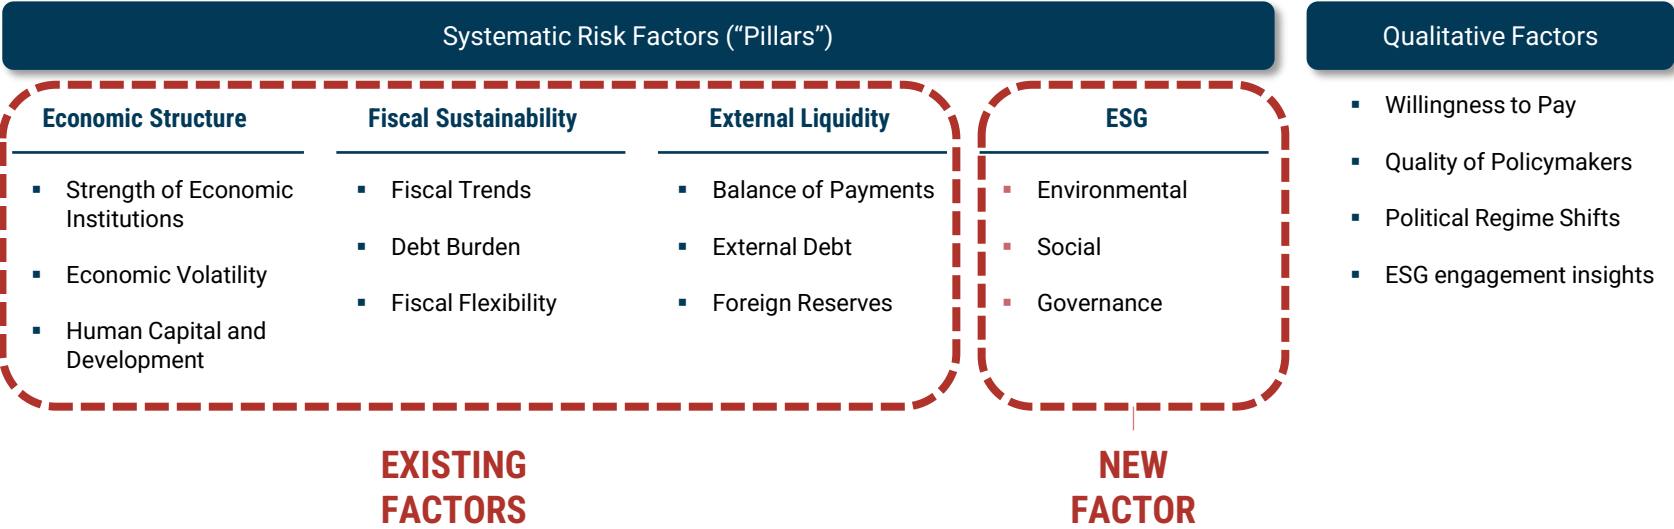 Systematic Risk Factors (“Pillars”)
Qualitative Factors
Economic Structure
Strength of Economic
Institutions
Economic Volatility
Human Capital and
Development
Fiscal Sustainability
Fiscal Trends
Debt Burden
Fiscal Flexibility
External Liquidity
Balance of Payments
External Debt
Foreign Reserves
ESG
Environmental
Social
Governance
Willingness to Pay
Quality of Policymakers
Political Regime Shifts
ESG engagement insights
EXISTING
FACTORS
NEW
FACTOR